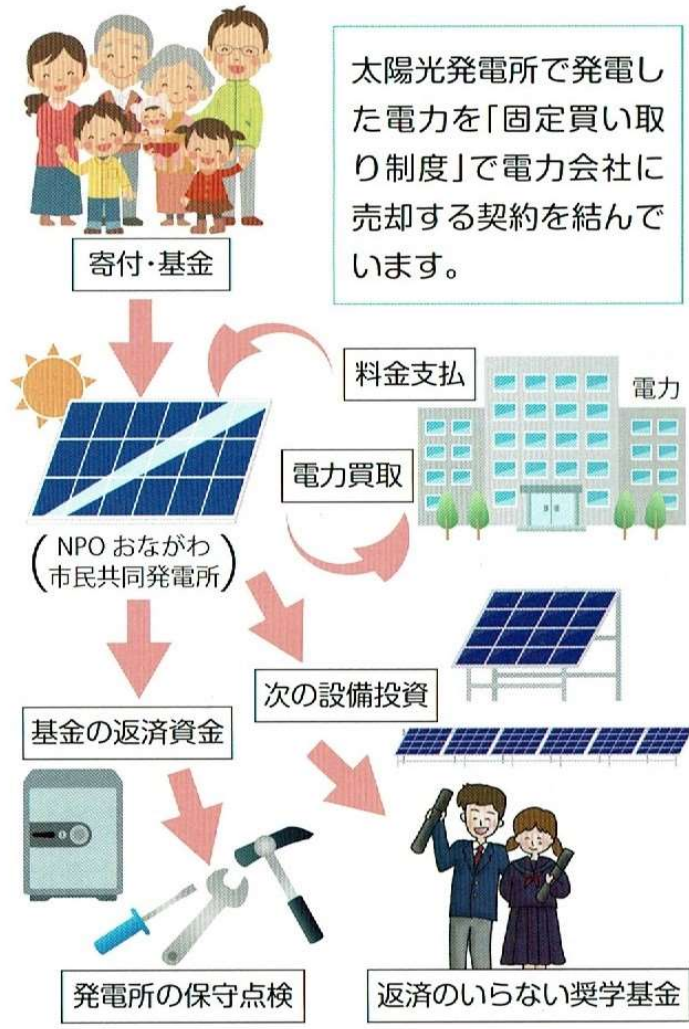 太陽光発電所で発電し
た電力を「固定買い取
り制度」で電力会社に
売却する契約を結んで
います。
寄付・基金
料金支払
電力
電力買取
NPO おながわ
市民共同発電所
次の設備投資
基金の返済資金
発電所の保守点検
返済のいらない奨学基金